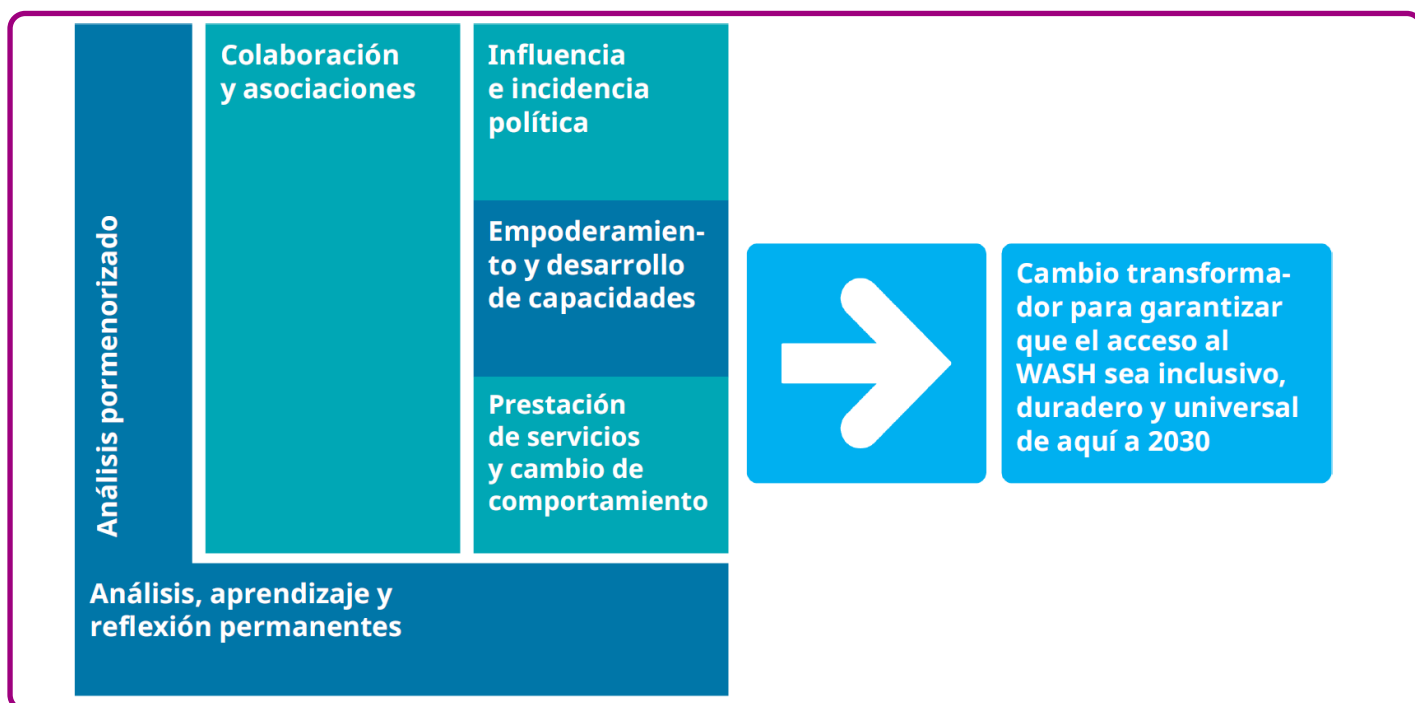 Análisis pormenorizado
Colaboración
y asociaciones
Influencia
e incidencia
política
Empoderamien-
to y desarrollo
de capacidades
Prestación
de servicios
y cambio de
comportamiento
Análisis, aprendizaje y
reflexión permanentes
Cambio transforma-
dor para garantizar
que el acceso al
WASH sea inclusivo,
duradero y universal
de aquí a 2030